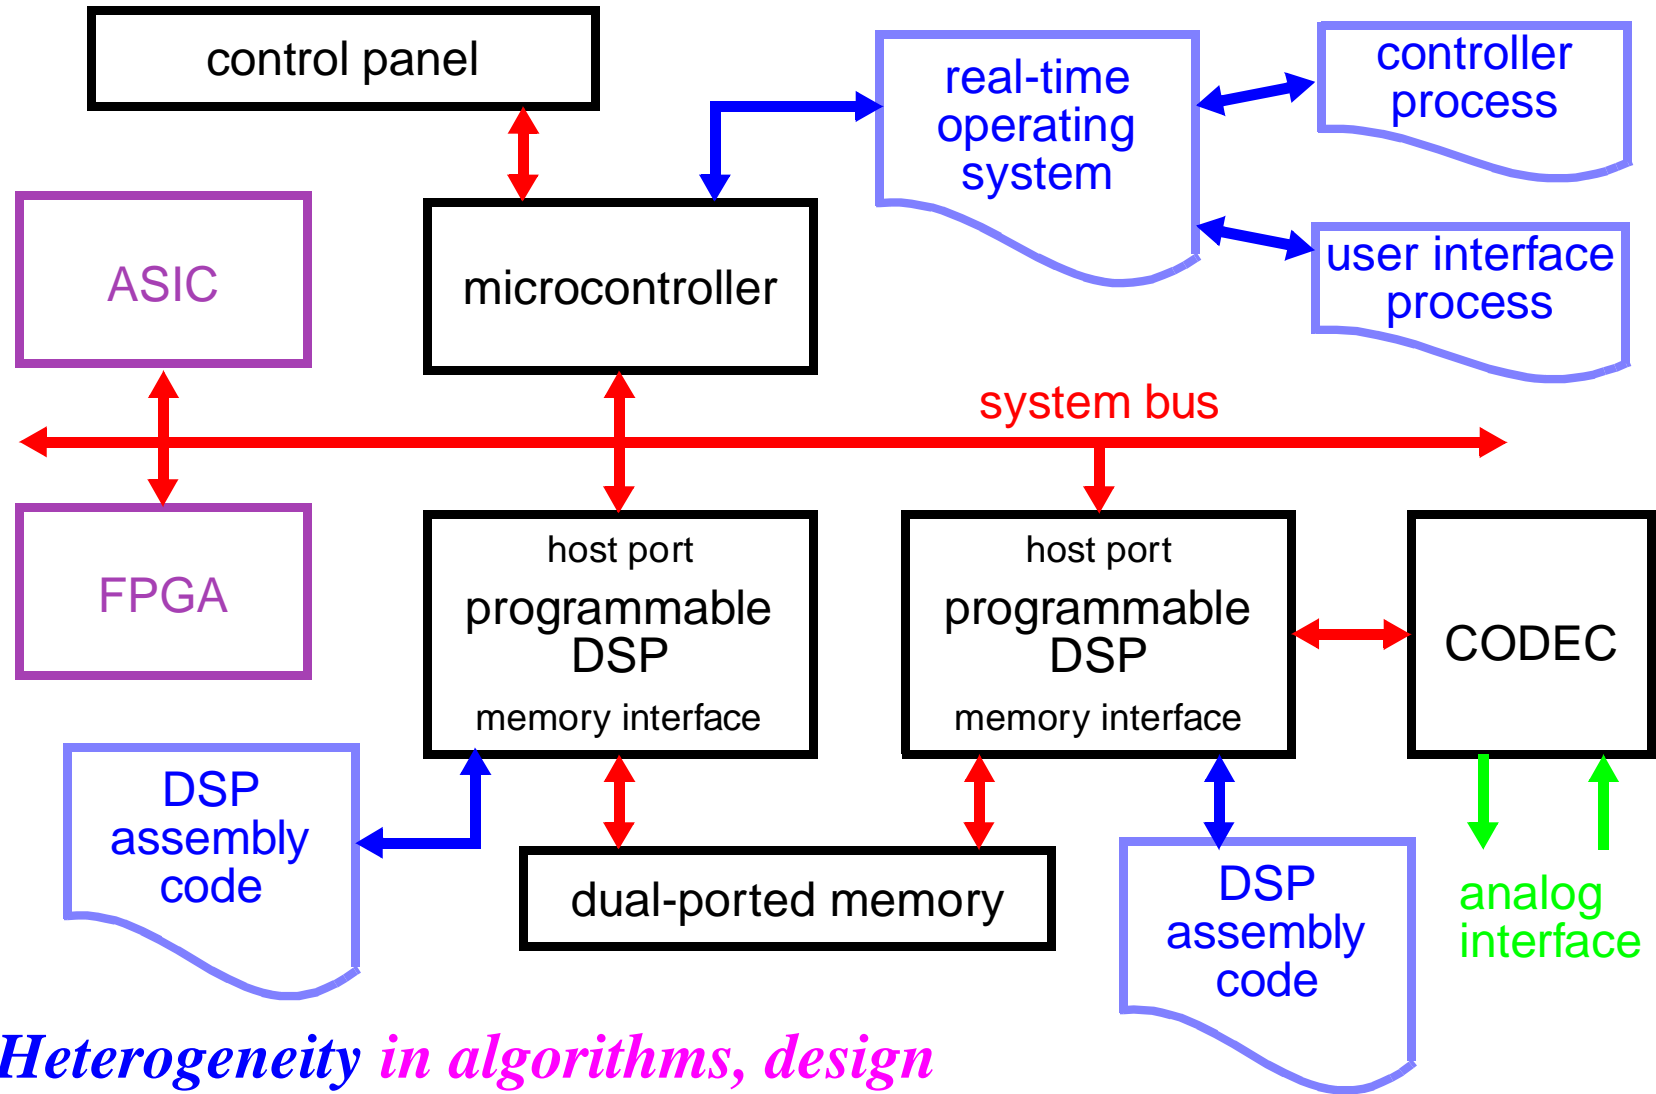 control panel
real-time
operating
system
controller
process
user interface
process
ASIC
microcontroller
system bus
FPGA
host port
programmable
DSP
memory interface
host port
programmable
DSP
memory interface
CODEC
DSP
assembly
code
dual-ported memory
DSP
assembly
code
analog
interface
Heterogeneity in algorithms, design